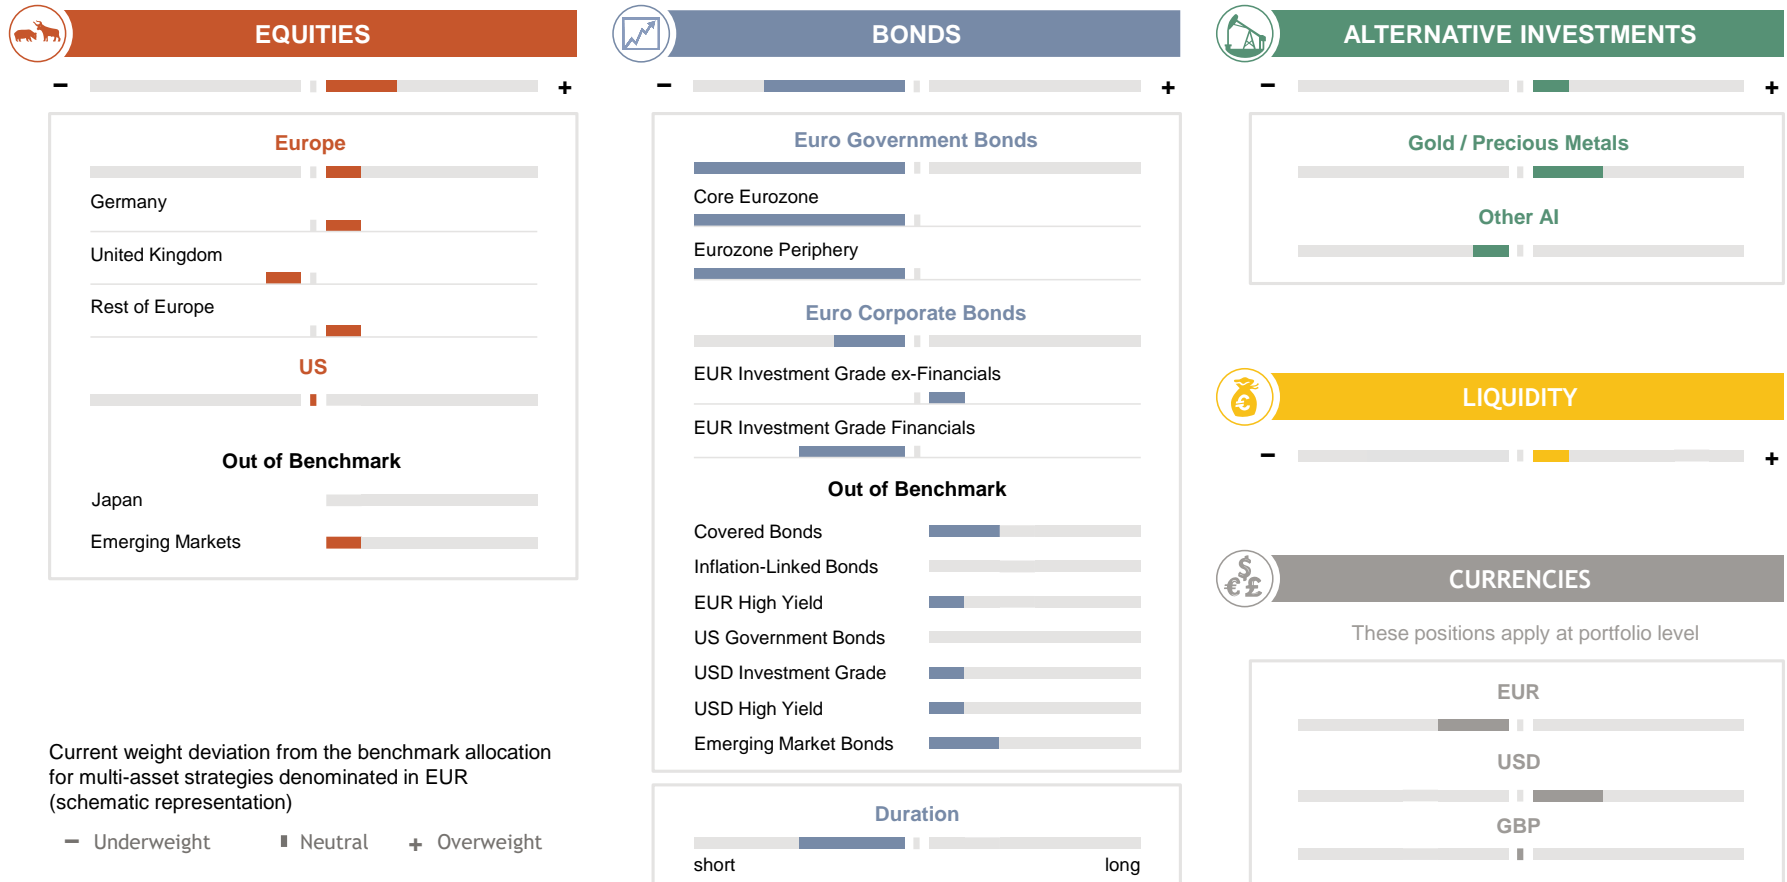 EQUITIES
− +
Europe
Germany
United Kingdom
Rest of Europe
US
Out of Benchmark
Japan
Emerging Markets
Current weight deviation from the benchmark allocation
for multi-asset strategies denominated in EUR
(schematic representation)
− Underweight Neutral + Overweight
BONDS
− +
Euro Government Bonds
Core Eurozone
Eurozone Periphery
Euro Corporate Bonds
EUR Investment Grade ex-Financials
EUR Investment Grade Financials
Out of Benchmark
Covered Bonds
Inflation-Linked Bonds
EUR High Yield
US Government Bonds
USD Investment Grade
USD High Yield
Emerging Market Bonds
Duration
short long
ALTERNATIVE INVESTMENTS
− +
Gold / Precious Metals
Other AI
€
LIQUIDITY
− +
$
€£
CURRENCIES
These positions apply at portfolio level
EUR
USD
GBP